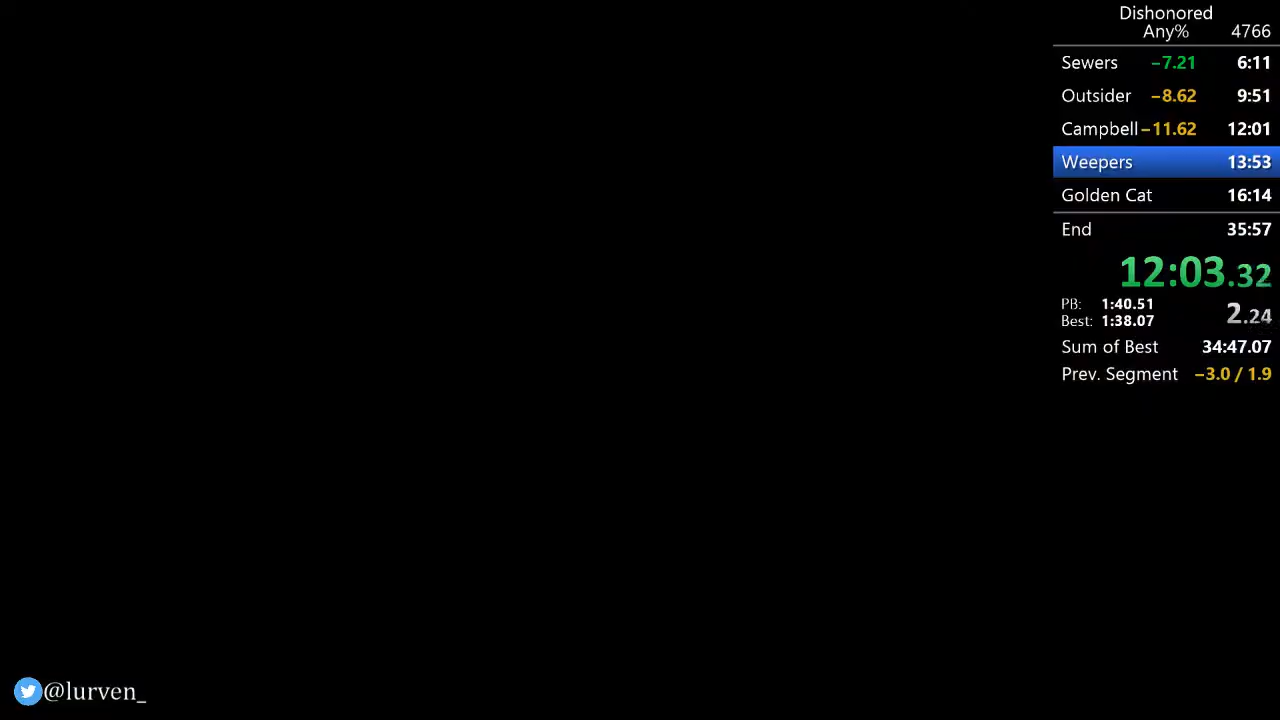 Dishonored
Any% 4766
Sewers -7.21 6:11
Outsider -8.62 9:51
Campbell -11.62 12:01
Weepers 13:53
Golden Cat 16:14
End 35:57
12:03.32
PB: 1:40.51
Best: 1:38.07
2.24
Sum of Best 34:47.07
Prev. Segment -3.0 / 1.9
@lurven_